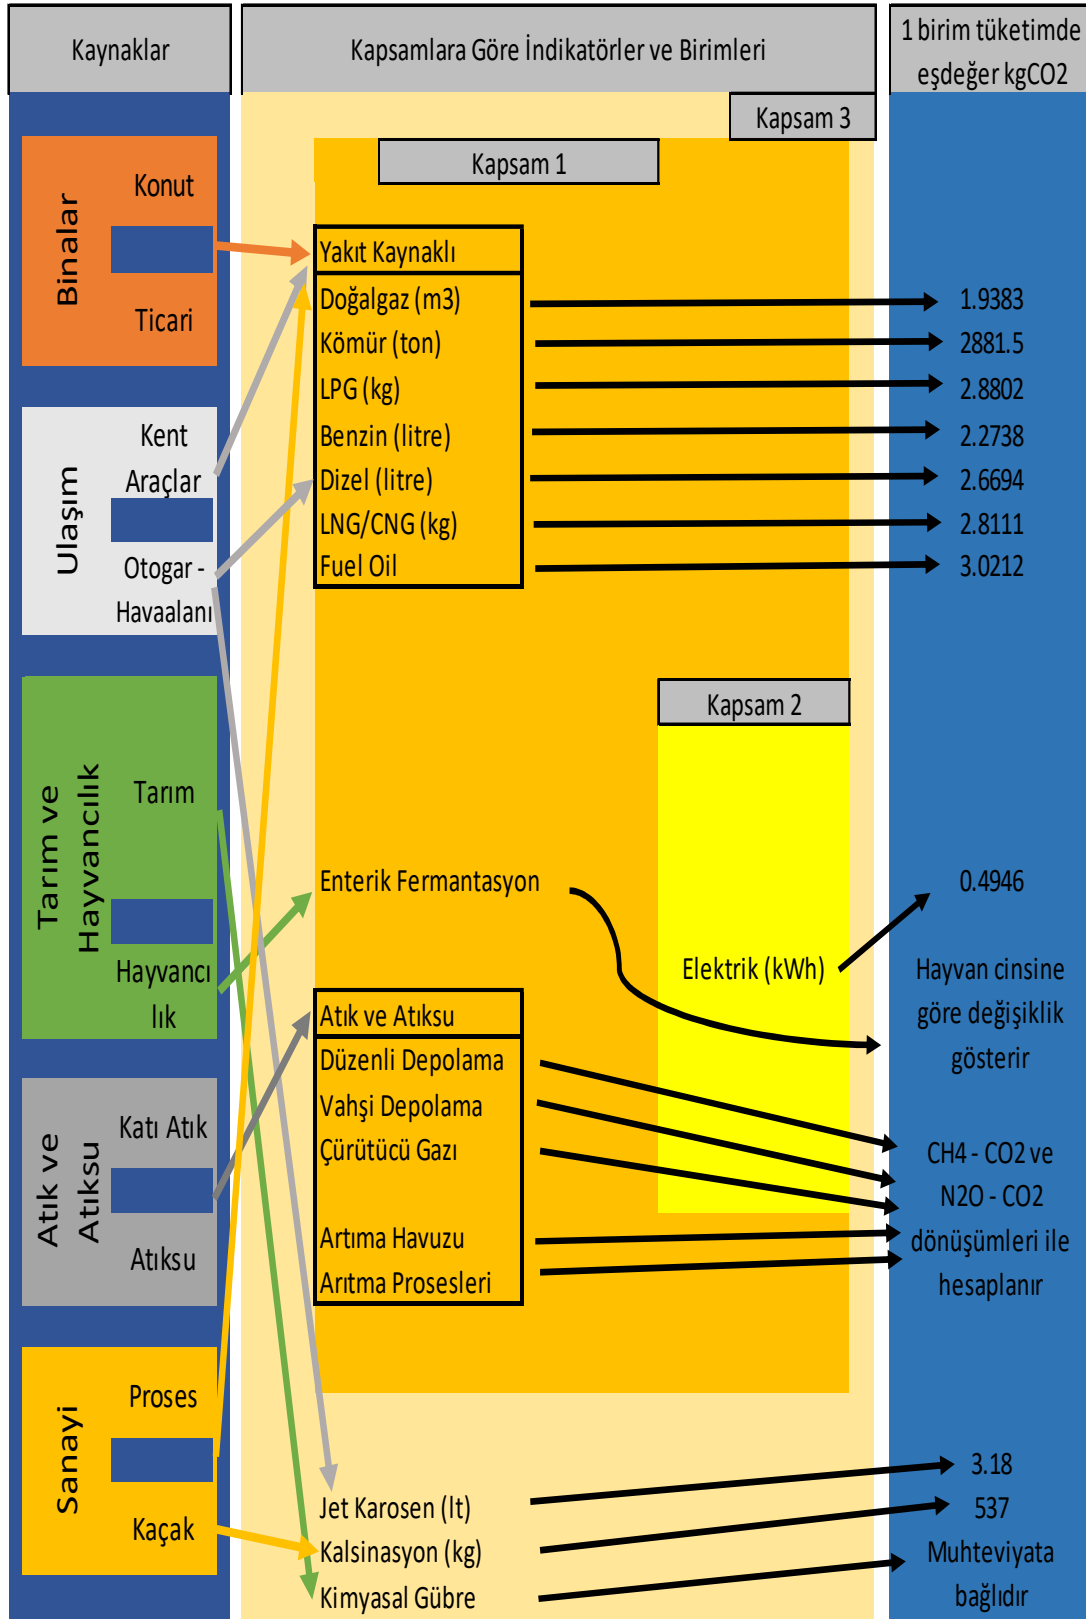 Kaynaklar
Kapsamlara Göre İndikatörler ve Birimleri
1 birim tüketimde
eşdeğer kgCO2
Kapsam 3
Kapsam 1
Binalar
Konut
Ticari
Yakıt Kaynaklı
Doğalgaz (m3)
1.9383
Kömür (ton)
2881.5
LPG (kg)
2.8802
Benzin (litre)
2.2738
Dizel (litre)
2.6694
LNG/CNG (kg)
2.8111
Fuel Oil
3.0212
Ulaşım
Kent
Araçlar
Otogar -
Havaalanı
Kapsam 2
Tarım ve
Hayvancılık
Tarım
Hayvancı
lık
Enterik Fermantasyon
0.4946
Elektrik (kWh)
Hayvan cinsine
göre değişiklik
gösterir
Atık ve
Atıksu
Katı Atık
Atıksu
Atık ve Atıksu
Düzenli Depolama
Vahşi Depolama
Çürütücü Gazı
Artıma Havuzu
Arıtma Prosesleri
CH4 - CO2 ve
N2O - CO2
dönüşümleri ile
hesaplanır
Sanayi
Proses
Kaçak
Jet Karosen (lt)
3.18
Kalsinasyon (kg)
537
Kimyasal Gübre
Muhteviyata
bağlıdır